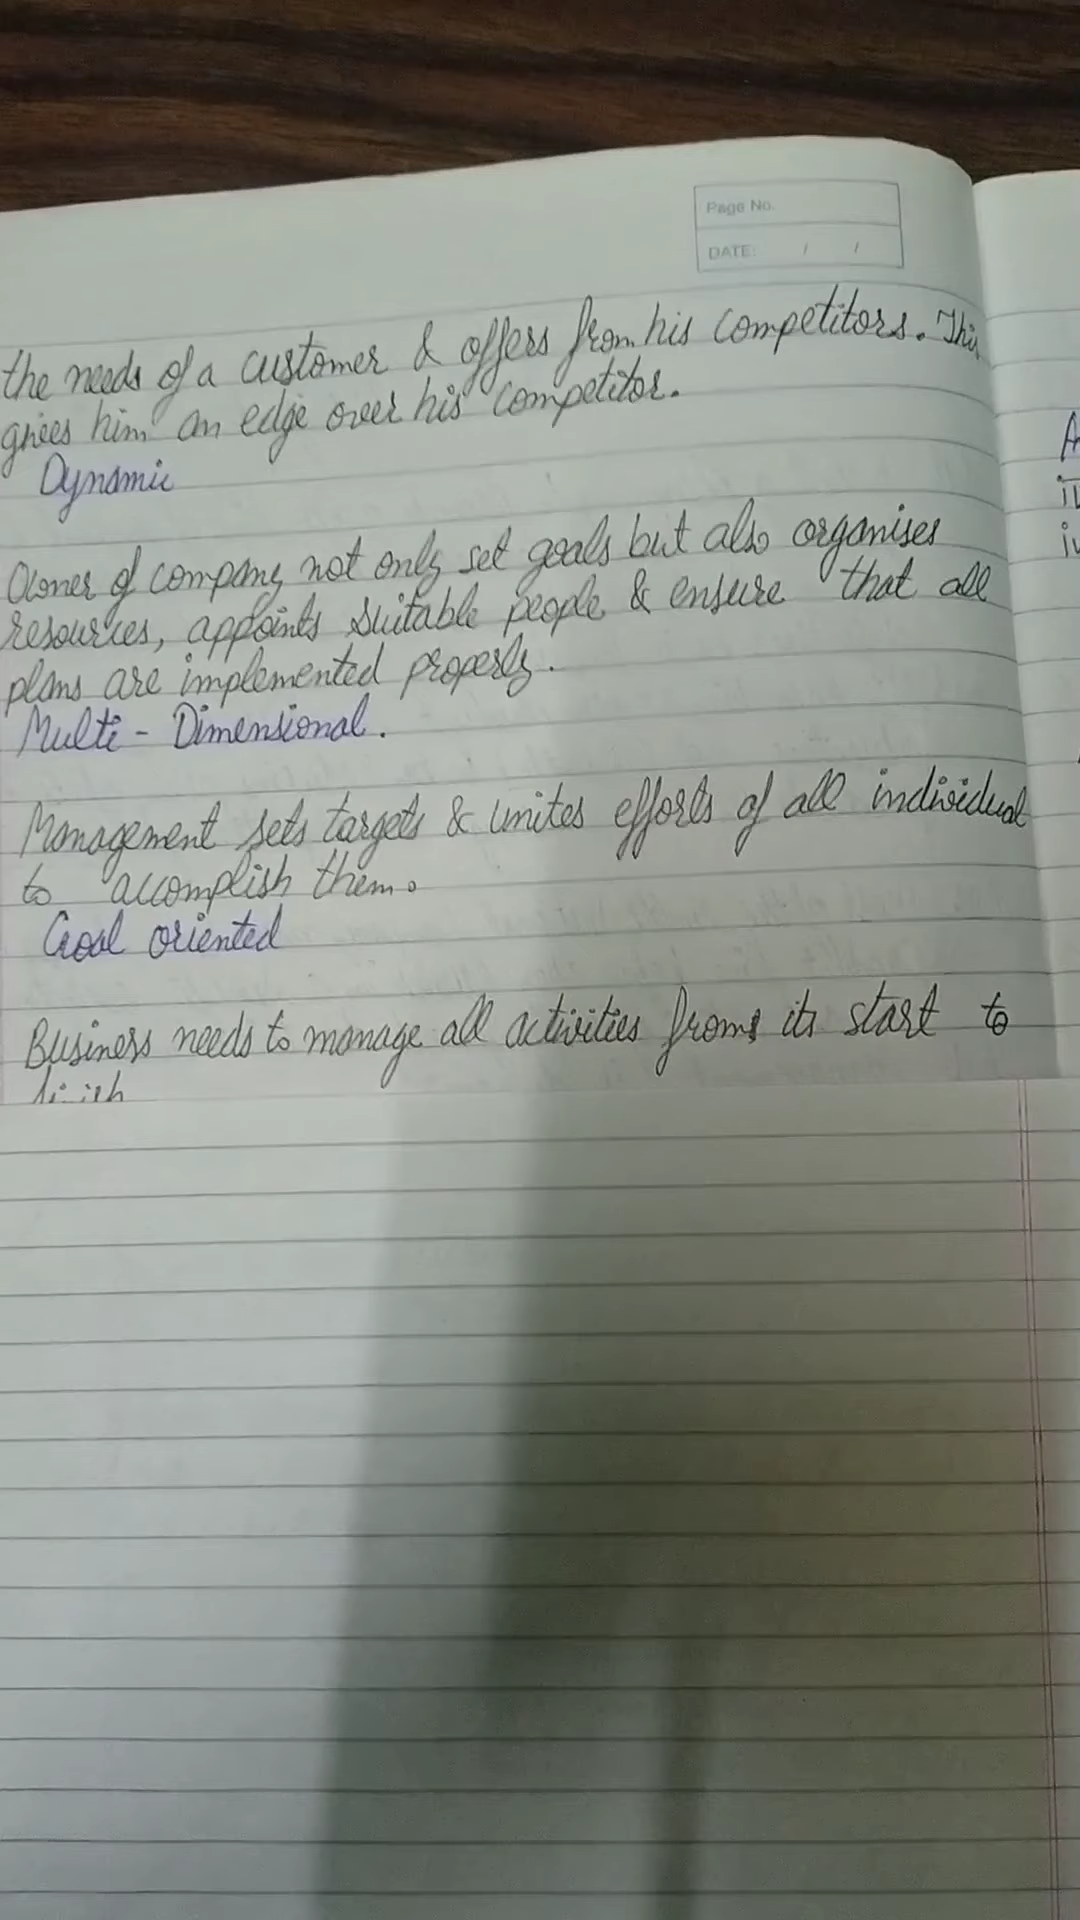 Page No.
DATE: / /
the needs of a customer & offers from his competitors. This
gives him an edge over his competitor.
Dynamic
Owner of company not only set goals but also organises
resources, appoints suitable people & ensure that all
plans are implemented properly.
Multi - Dimensional.
Management sets targets & unites efforts of all individual
to accomplish them.
Goal oriented
Business needs to manage all activities from its start to